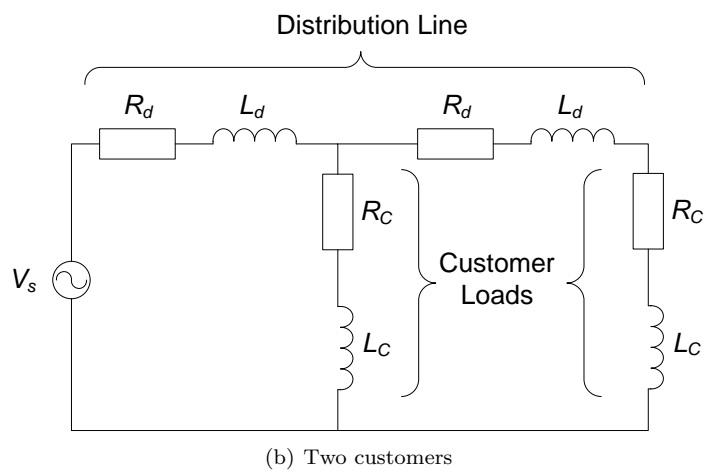 Distribution Line
R_d L_d R_d L_d
R_C R_C
Customer
Loads
V_s
L_C L_C
(b) Two customers